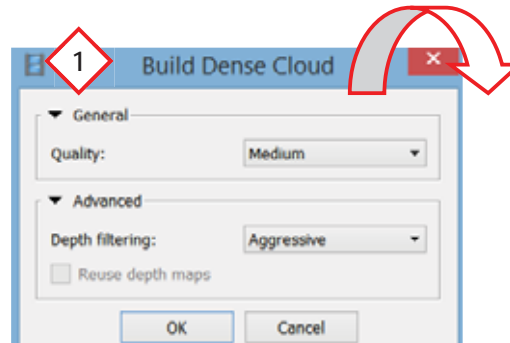 1
Build Dense Cloud
General
Quality: Medium
Advanced
Depth filtering: Aggressive
Reuse depth maps
OK Cancel